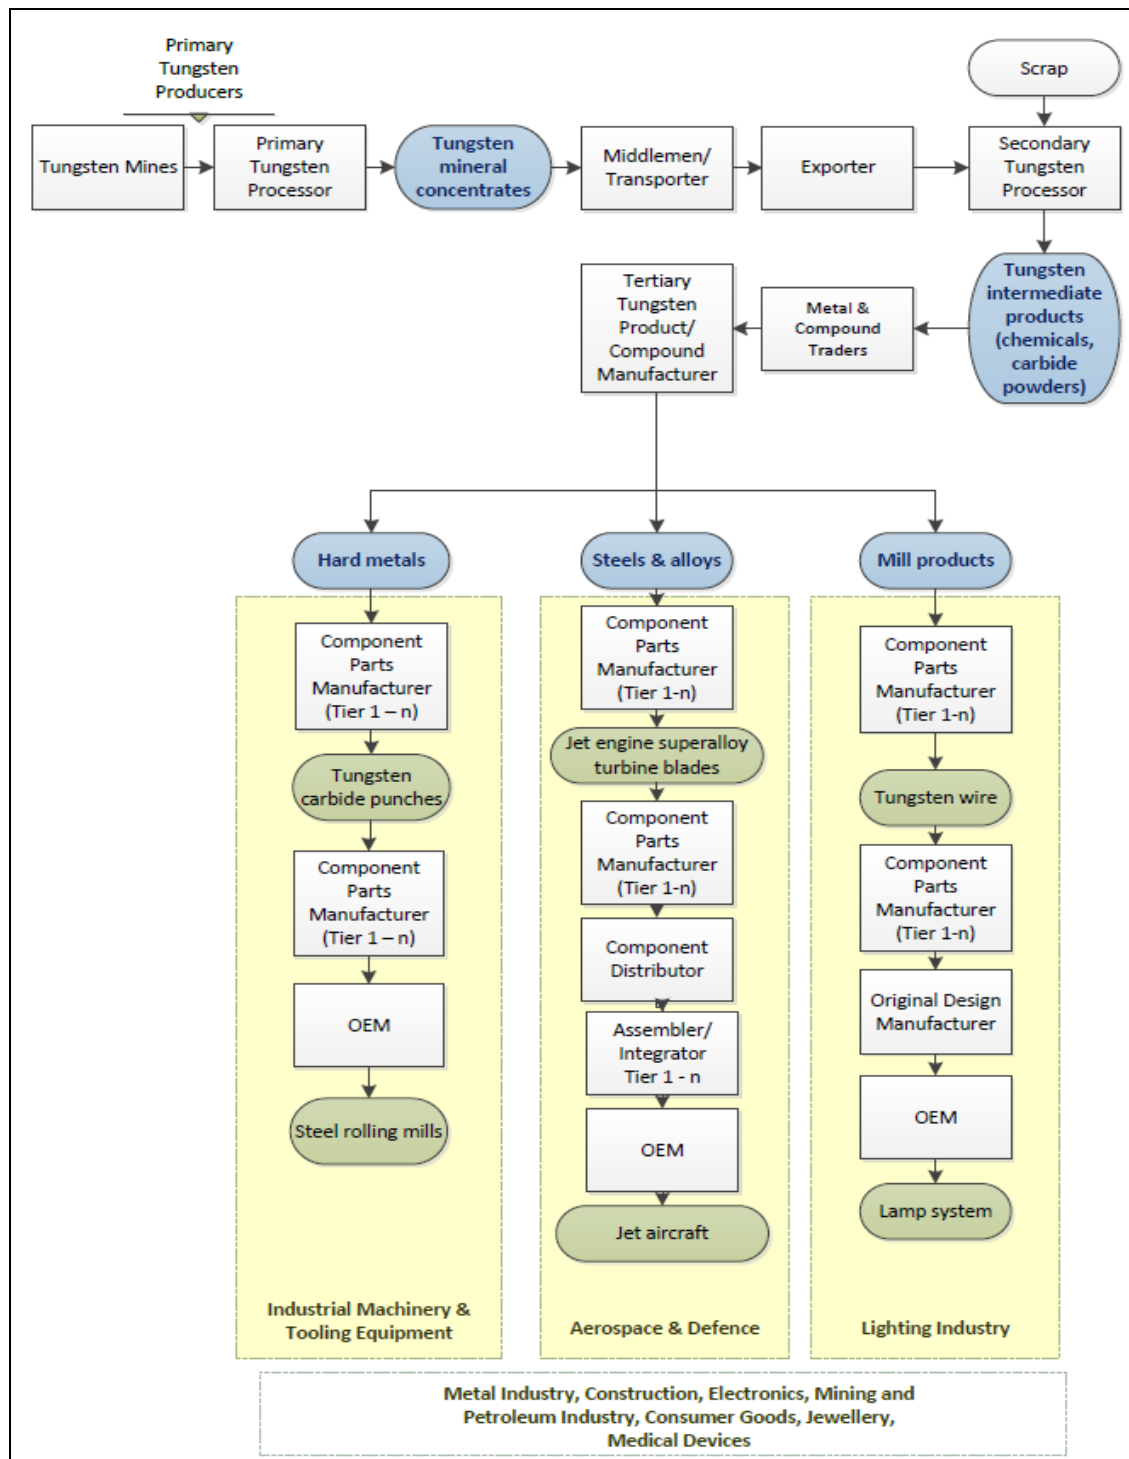 Primary
Tungsten
Producers
Scrap
Tungsten Mines
Primary
Tungsten
Processor
Tungsten
mineral
concentrates
Middlemen/
Transporter
Exporter
Secondary
Tungsten
Processor
Tertiary
Tungsten
Product/
Compound
Manufacturer
Metal &
Compound
Traders
Tungsten
intermediate
products
(chemicals,
carbide
powders)
Hard metals
Steels & alloys
Mill products
Component
Parts
Manufacturer
(Tier 1 – n)
Tungsten
carbide punches
Component
Parts
Manufacturer
(Tier 1 – n)
OEM
Steel rolling mills
Industrial Machinery &
Tooling Equipment
Component
Parts
Manufacturer
(Tier 1-n)
Jet engine superalloy
turbine blades
Component
Parts
Manufacturer
(Tier 1-n)
Component
Distributor
Assembler/
Integrator
Tier 1 - n
OEM
Jet aircraft
Aerospace & Defence
Component
Parts
Manufacturer
(Tier 1-n)
Tungsten wire
Component
Parts
Manufacturer
(Tier 1-n)
Original Design
Manufacturer
OEM
Lamp system
Lighting Industry
Metal Industry, Construction, Electronics, Mining and
Petroleum Industry, Consumer Goods, Jewellery,
Medical Devices